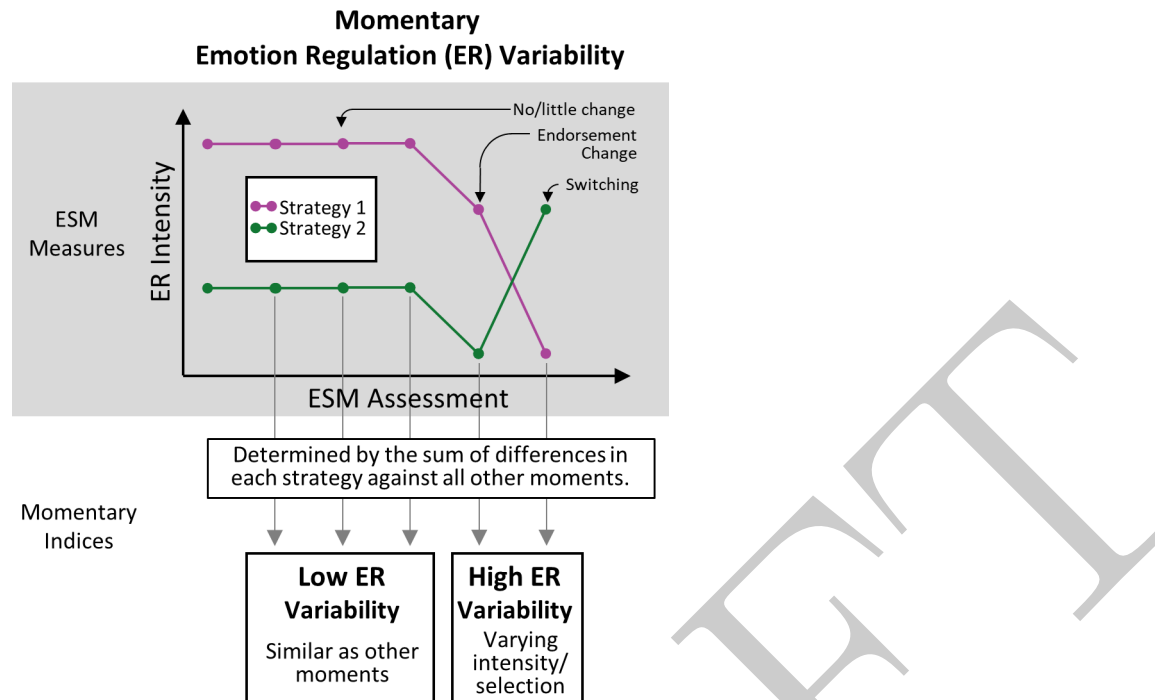 Momentary
Emotion Regulation (ER) Variability
No/little change
Endorsement
Change
Switching
ER Intensity
Strategy 1
Strategy 2
ESM
Measures
ESM Assessment
Determined by the sum of differences in
each strategy against all other moments.
Momentary
Indices
Low ER
Variability
Similar as other
moments
High ER
Variability
Varying
intensity/
selection
FT